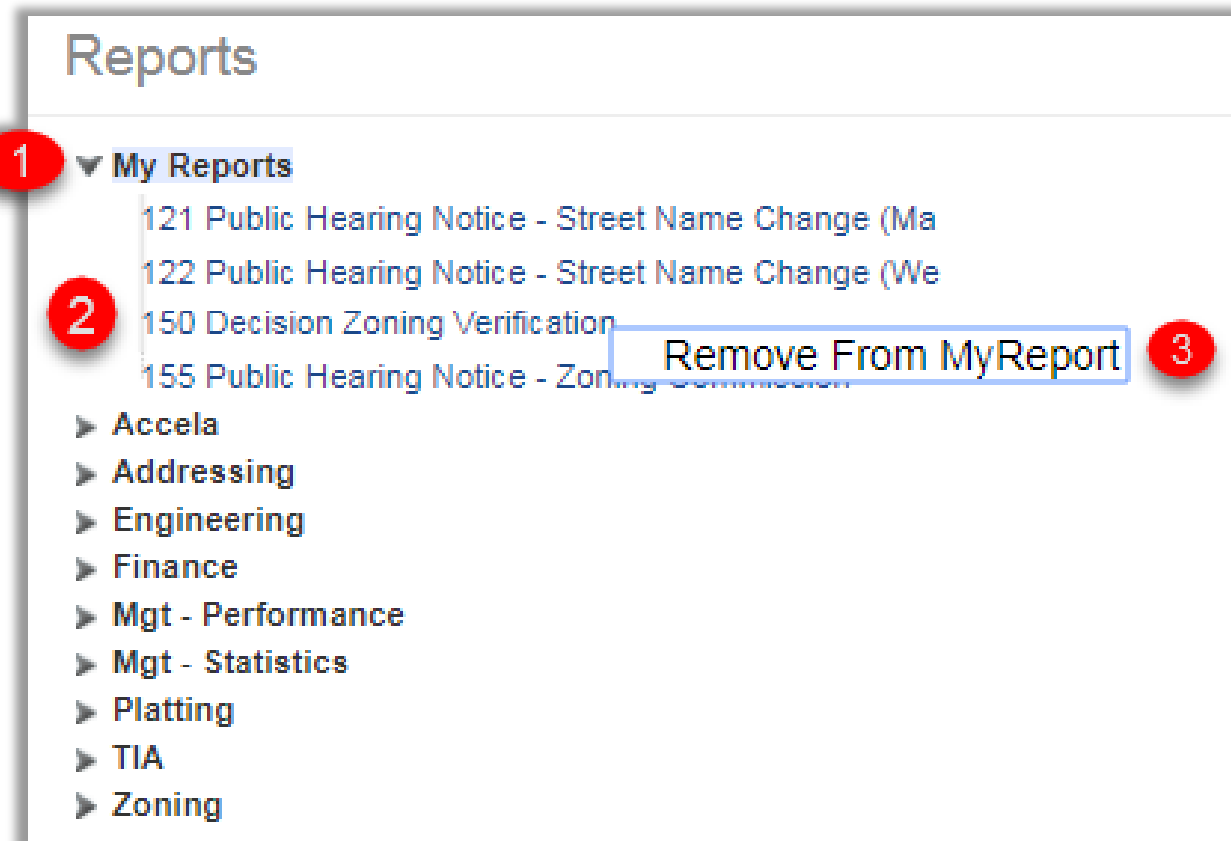 Reports
1 My Reports
121 Public Hearing Notice - Street Name Change (Ma
122 Public Hearing Notice - Street Name Change (We
2
150 Decision Zoning Verification
Remove From MyReport 3
155 Public Hearing Notice - Zoning Commission
Accela
Addressing
Engineering
Finance
Mgt - Performance
Mgt - Statistics
Platting
TIA
Zoning